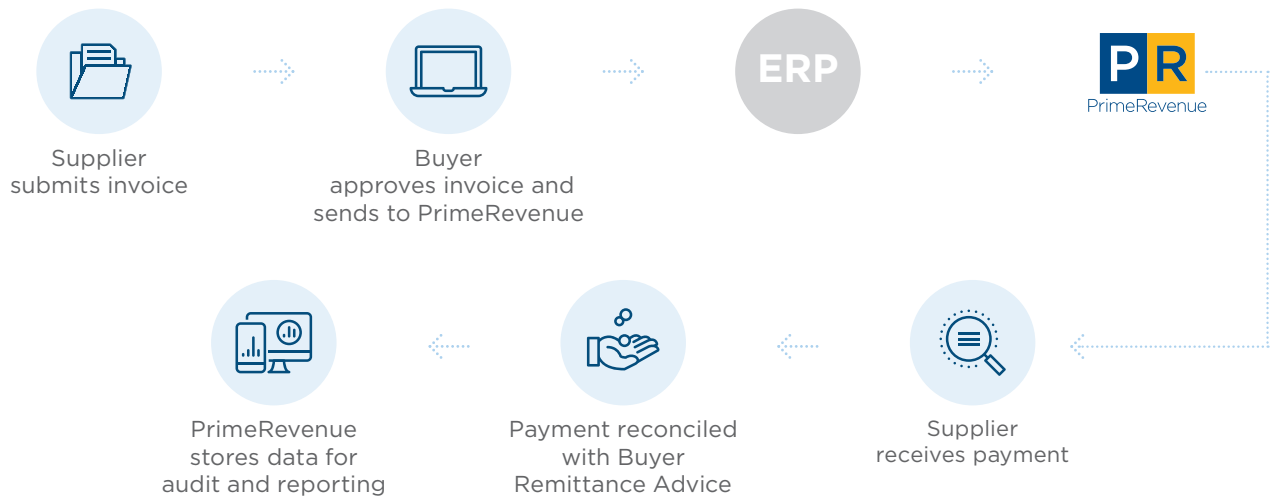 ERP
PR
PrimeRevenue
Supplier
submits invoice
Buyer
approves invoice and
sends to PrimeRevenue
Supplier
receives payment
Payment reconciled
with Buyer
Remittance Advice
PrimeRevenue
stores data for
audit and reporting